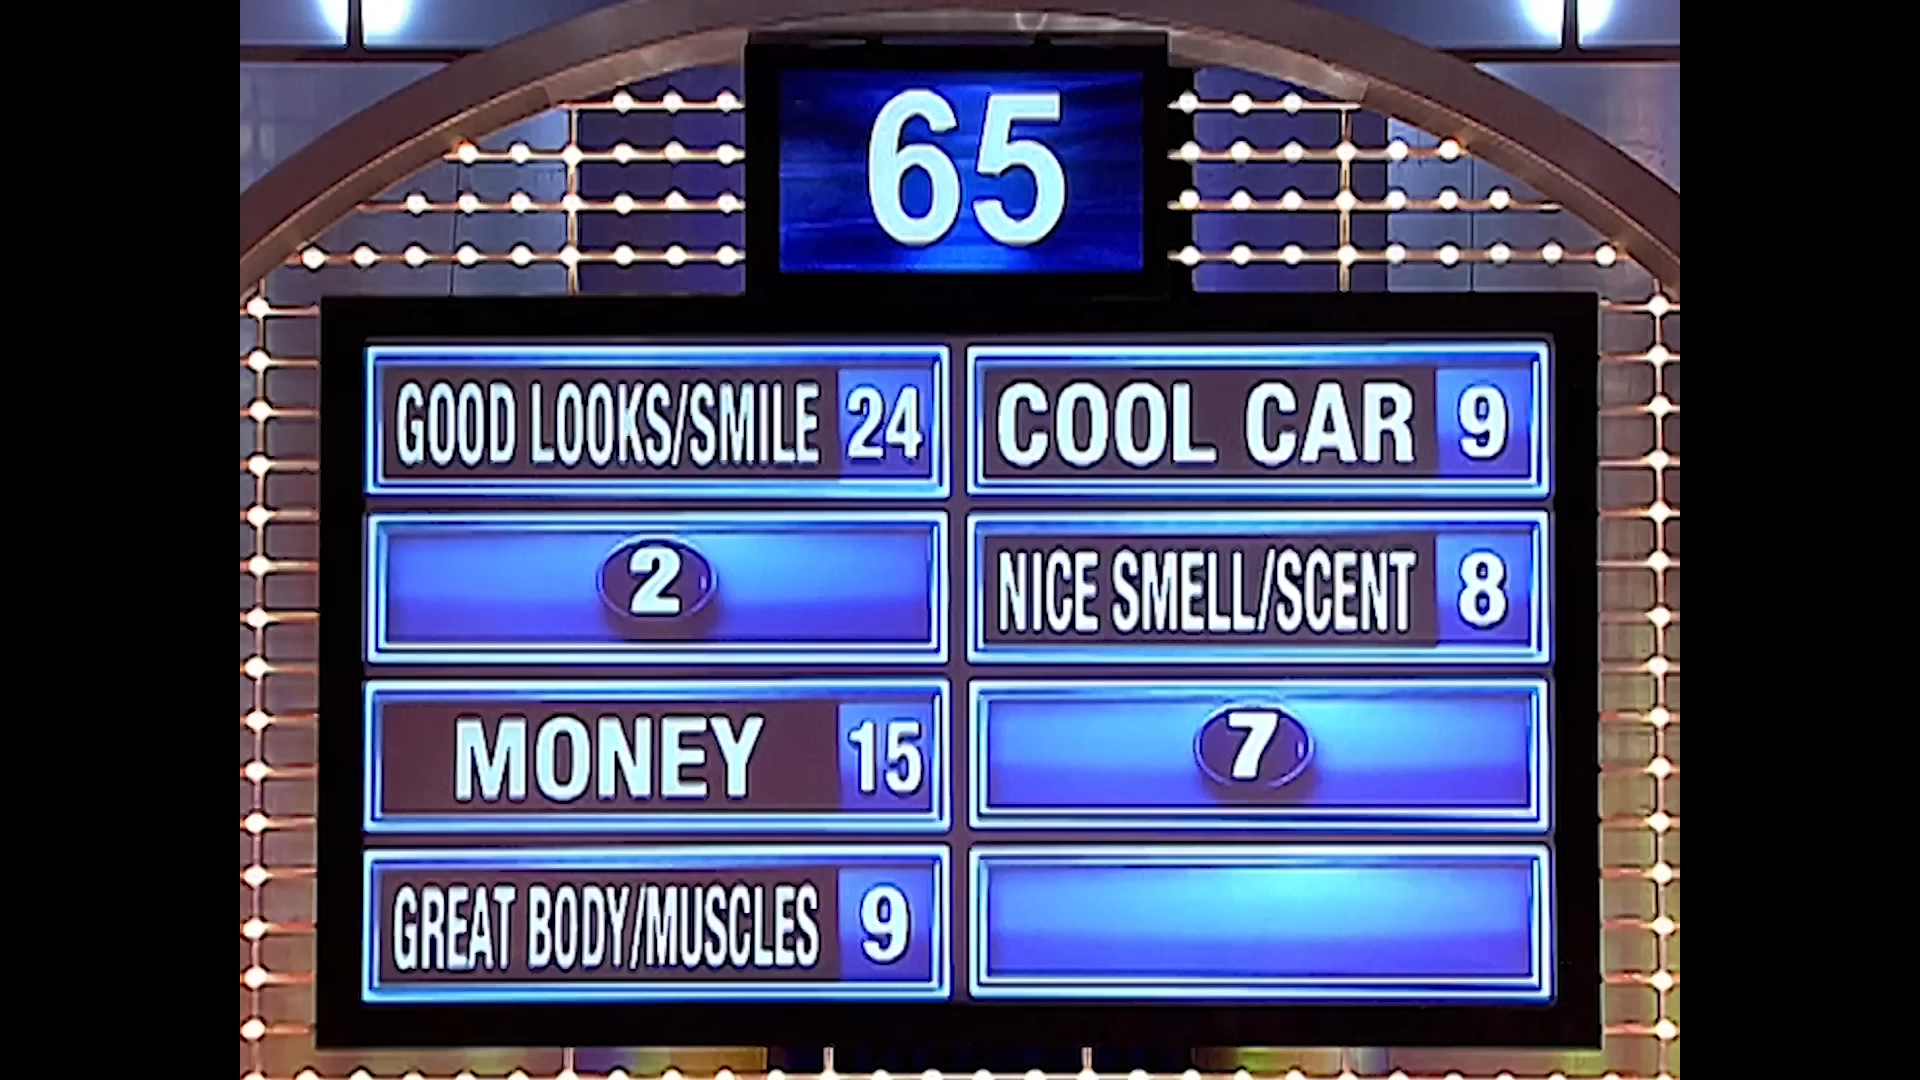 65
GOOD LOOKS/SMILE 24
2
MONEY 15
GREAT BODY/MUSCLES 9
COOL CAR 9
NICE SMELL/SCENT 8
7